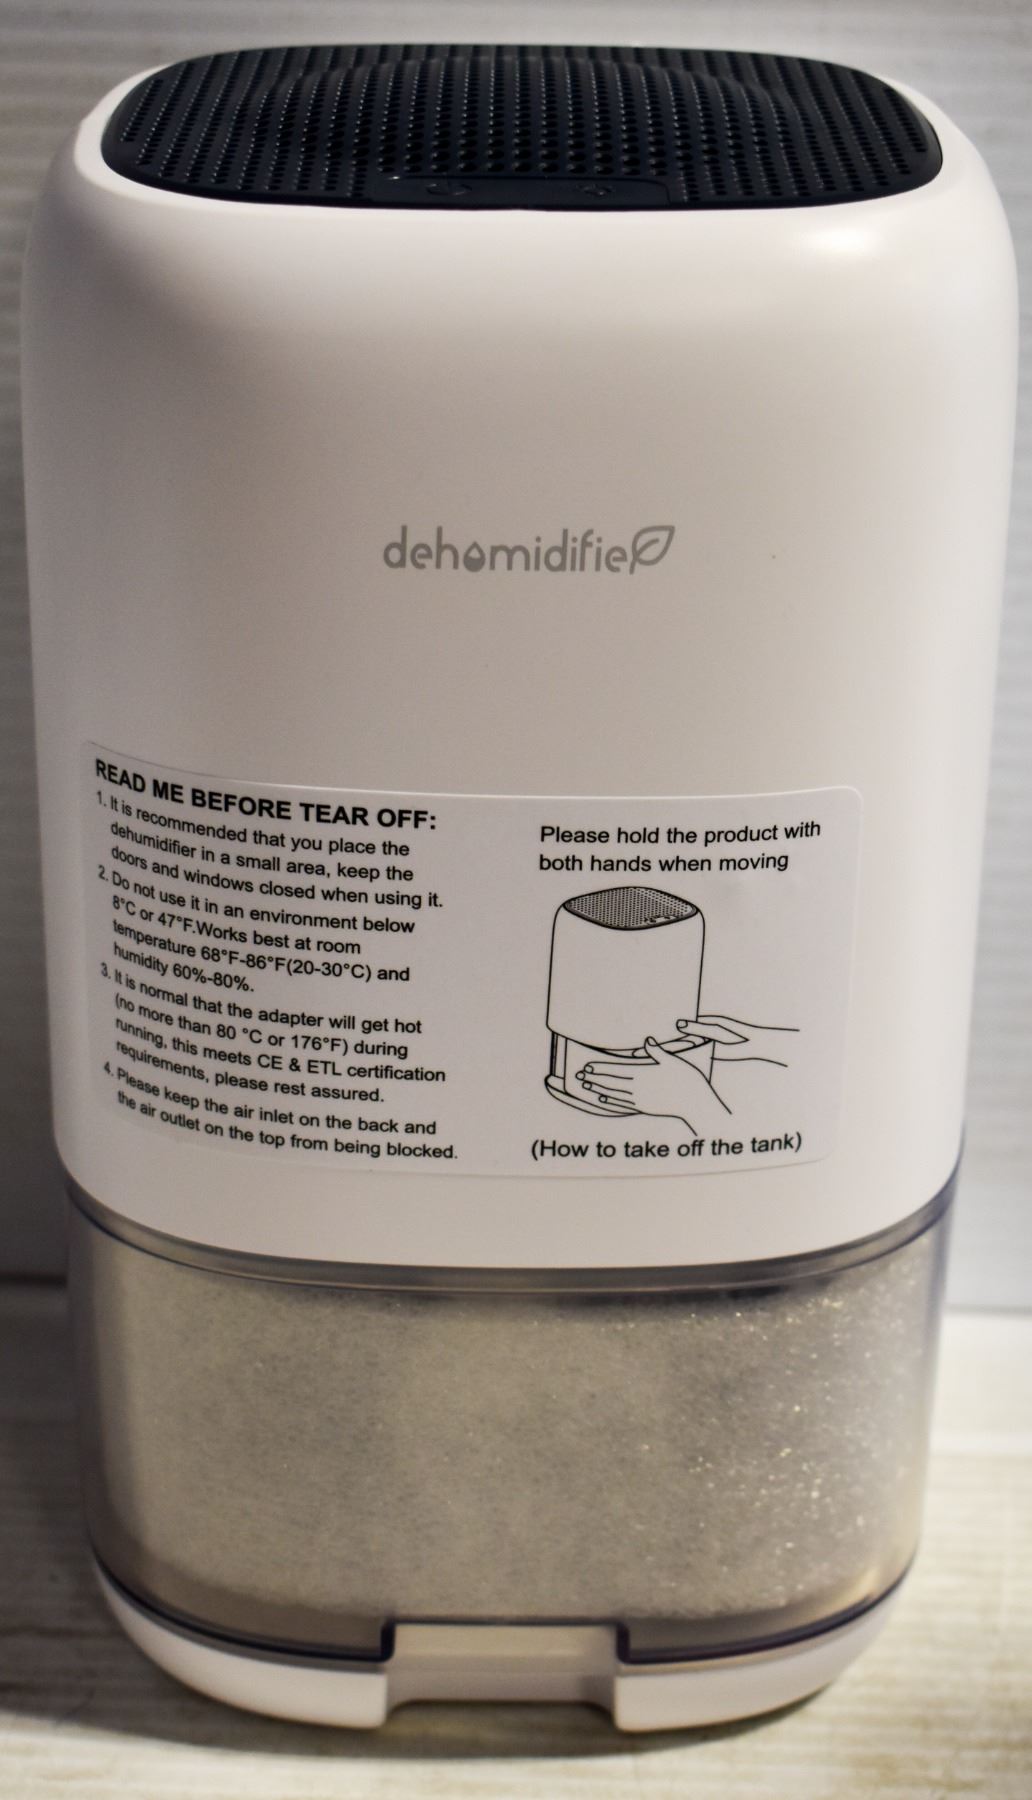 dehomidifier
READ ME BEFORE TEAR OFF:
1. It is recommended that you place the
dehumidifier in a small area, keep the
doors and windows closed when using it.
2. Do not use it in an environment below
8°C or 47°F.Works best at room
temperature 68°F-86°F(20-30°C) and
humidity 60%-80%.
3. It is normal that the adapter will get hot
(no more than 80 °C or 176°F) during
running, this meets CE & ETL certification
requirements, please rest assured.
4. Please keep the air inlet on the back and
the air outlet on the top from being blocked.
Please hold the product with
both hands when moving
(How to take off the tank)